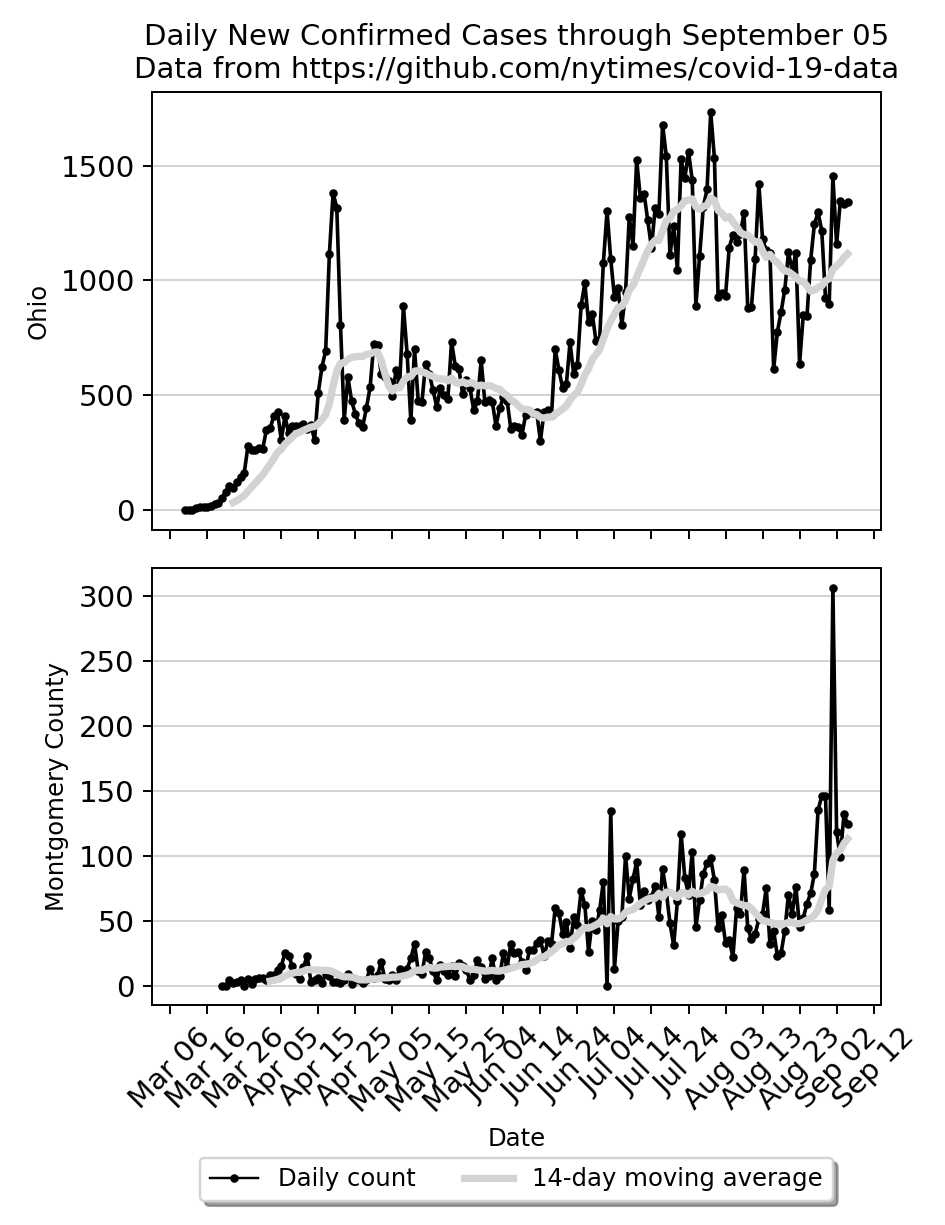 Daily New Confirmed Cases through September 05
Data from https://github.com/nytimes/covid-19-data
1500
1000
500
0
Ohio
300
250
200
150
100
50
0
Montgomery County
Mar 06
Mar 16
Mar 26
Apr 05
Apr 15
Apr 25
May 05
May 15
May 25
Jun 04
Jun 14
Jun 24
Jul 04
Jul 14
Jul 24
Aug 03
Aug 13
Aug 23
Sep 02
Sep 12
Date
Daily count
14-day moving average